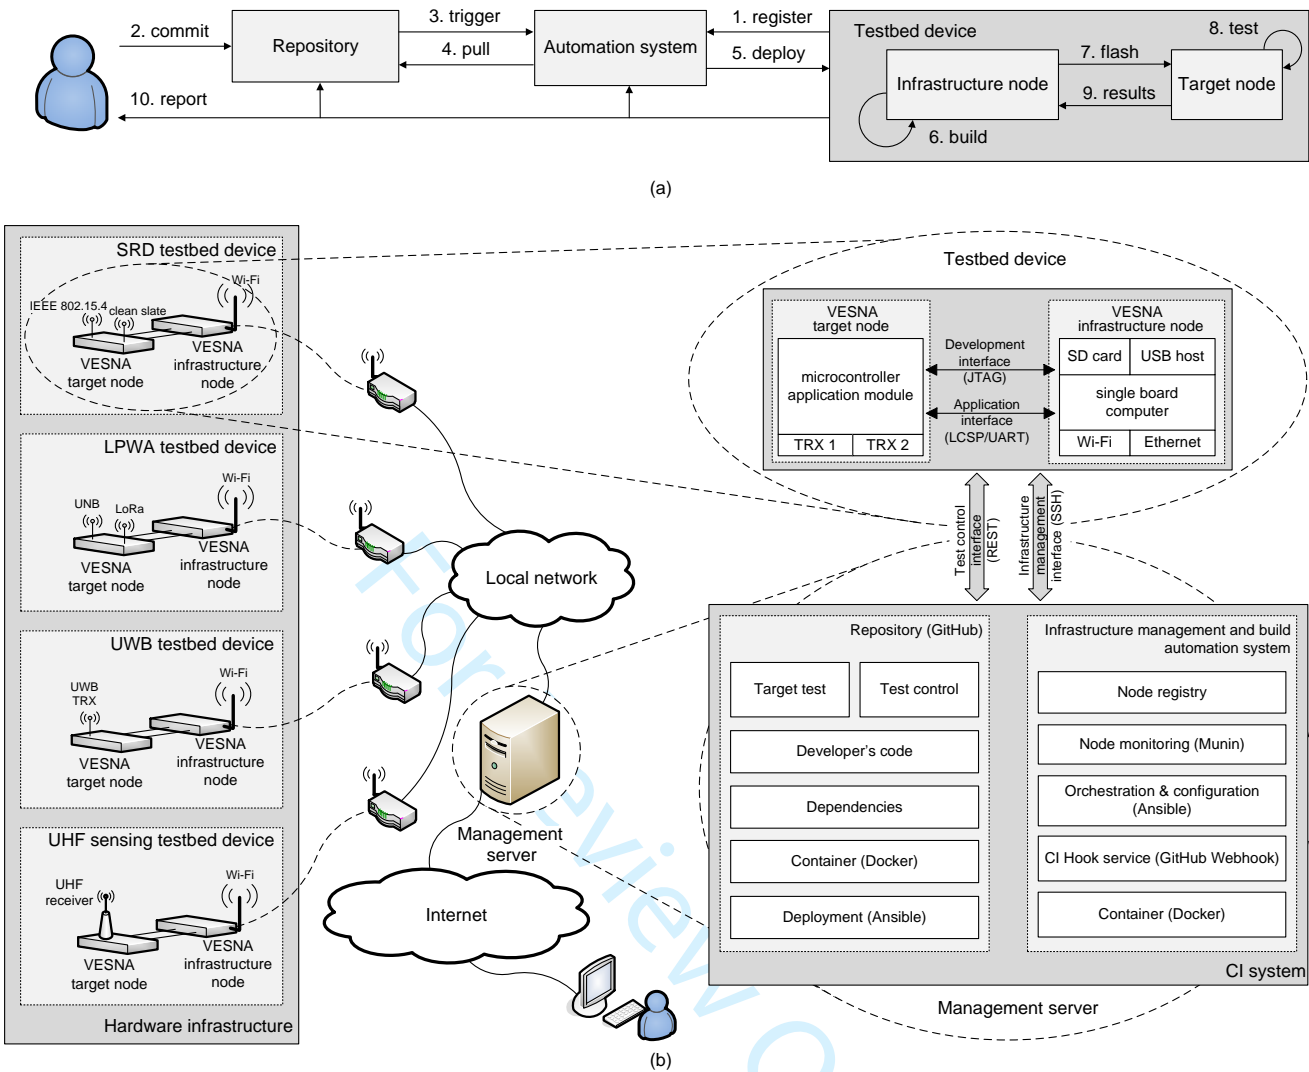 2. commit
Repository
3. trigger
4. pull
Automation system
1. register
5. deploy
Testbed device
Infrastructure node
7. flash
8. test
Target node
9. results
6. build
10. report
(a)
SRD testbed device
Wi-Fi
IEEE 802.15.4
clean slate
VESNA
target node
VESNA
infrastructure
node
LPWA testbed device
Wi-Fi
UNB
LoRa
VESNA
target node
VESNA
infrastructure
node
UWB testbed device
Wi-Fi
UWB
TRX
VESNA
target node
VESNA
infrastructure
node
UHF sensing testbed device
Wi-Fi
UHF
receiver
VESNA
target node
VESNA
infrastructure
node
Hardware infrastructure
Local network
Management
server
Internet
Testbed device
VESNA
target node
microcontroller
application module
TRX 1
TRX 2
Development
interface
(JTAG)
Application
interface
(LCSP/UART)
VESNA
infrastructure node
SD card
USB host
single board
computer
Wi-Fi
Ethernet
Test control
interface
(REST)
Infrastructure
management
interface (SSH)
Repository (GitHub)
Target test
Test control
Developer's code
Dependencies
Container (Docker)
Deployment (Ansible)
Infrastructure management and build
automation system
Node registry
Node monitoring (Munin)
Orchestration & configuration
(Ansible)
CI Hook service (GitHub Webhook)
Container (Docker)
CI system
Management server
(b)
For Review O